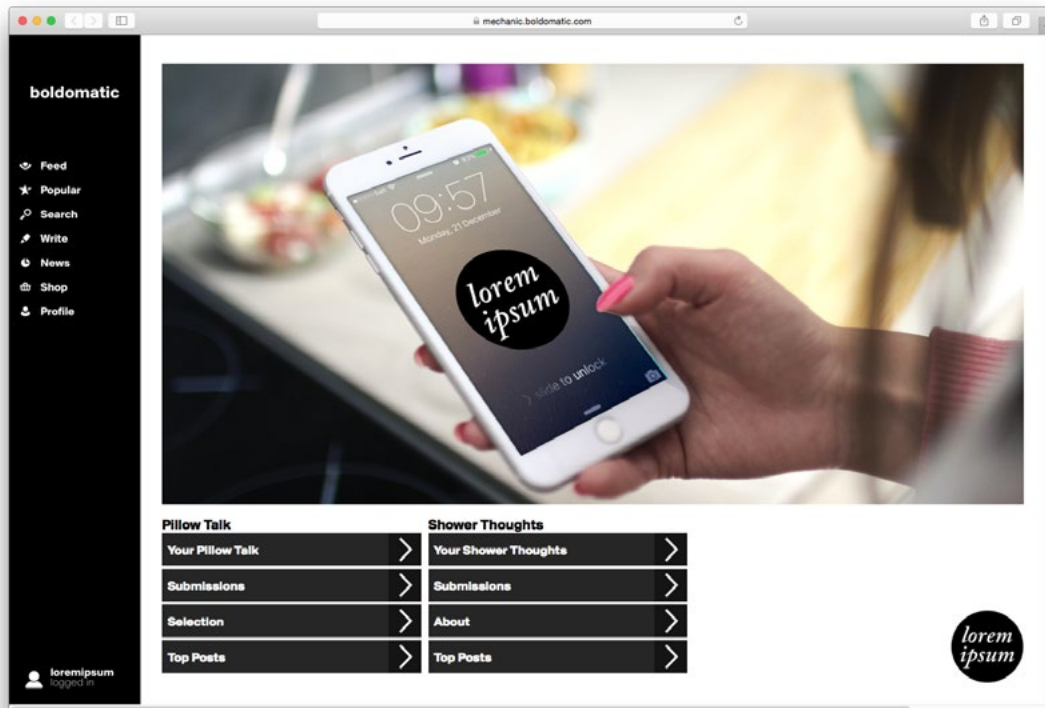 mechanic.boldomatic.com
boldomatic
Feed
Popular
Search
Write
News
Shop
Profile
loremipsum
logged in
93%
09:57
Monday, 21 December
lorem
ipsum
slide to unlock
Pillow Talk
Your Pillow Talk
Submissions
Selection
Top Posts
Shower Thoughts
Your Shower Thoughts
Submissions
About
Top Posts
lorem
ipsum